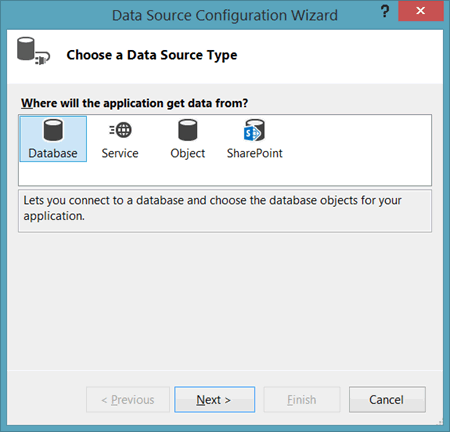 Data Source Configuration Wizard
?
Choose a Data Source Type
Where will the application get data from?
Database Service Object SharePoint
Lets you connect to a database and choose the database objects for your
application.
< Previous Next > Finish Cancel